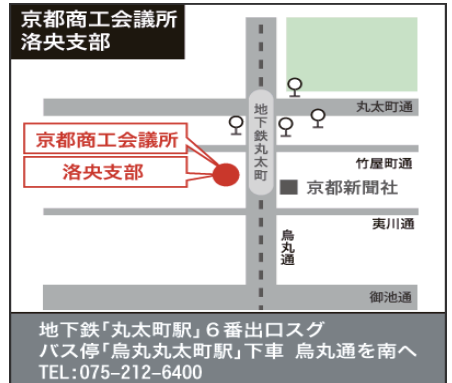 京都商工会議所
洛央支部
丸太町通
地下鉄丸太町
京都商工会議所
洛央支部
竹屋町通
京都新聞社
夷川通
烏丸通
御池通
地下鉄「丸太町駅」6番出口スグ
バス停「烏丸丸太町駅」下車 烏丸通を南へ
TEL:075-212-6400